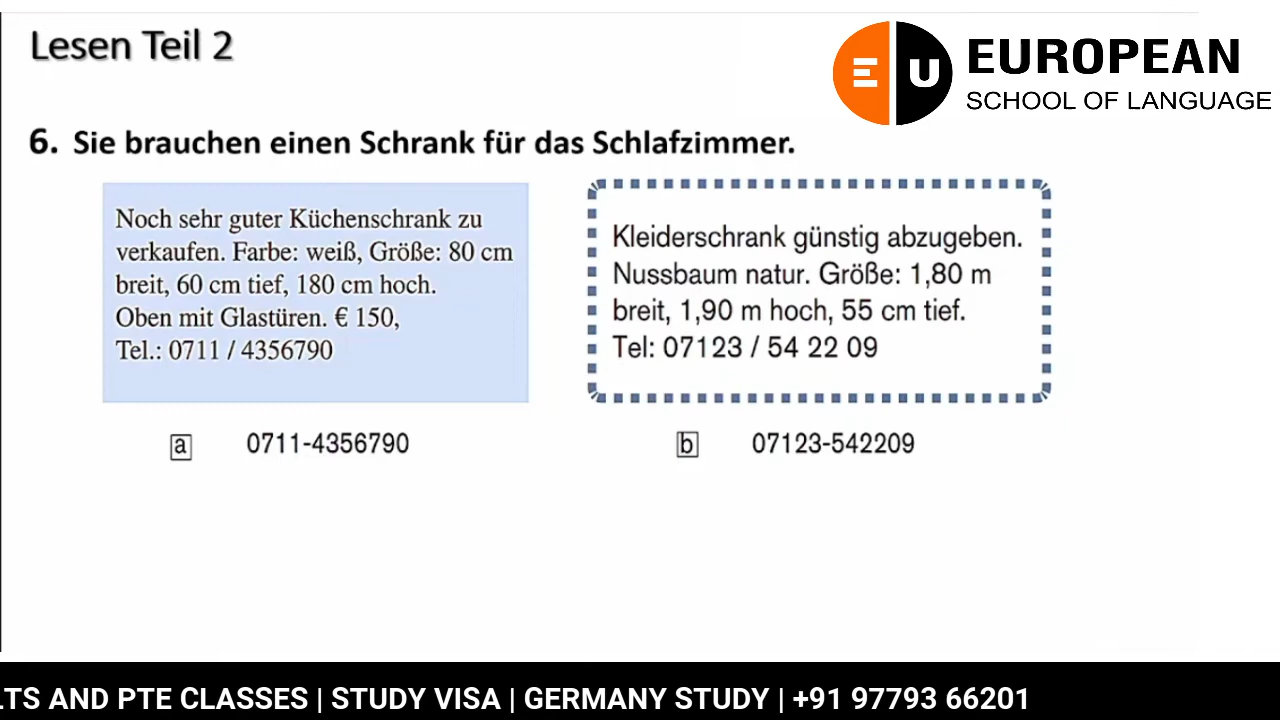 Lesen Teil 2
EU EUROPEAN
SCHOOL OF LANGUAGE
6. Sie brauchen einen Schrank für das Schlafzimmer.
Noch sehr guter Küchenschrank zu
verkaufen. Farbe: weiß, Größe: 80 cm
breit, 60 cm tief, 180 cm hoch.
Oben mit Glastüren. € 150,
Tel.: 0711 / 4356790
a 0711-4356790
Kleiderschrank günstig abzugeben.
Nussbaum natur. Größe: 1,80 m
breit, 1,90 m hoch, 55 cm tief.
Tel: 07123 / 54 22 09
b 07123-542209
LTS AND PTE CLASSES | STUDY VISA | GERMANY STUDY | +91 97793 66201